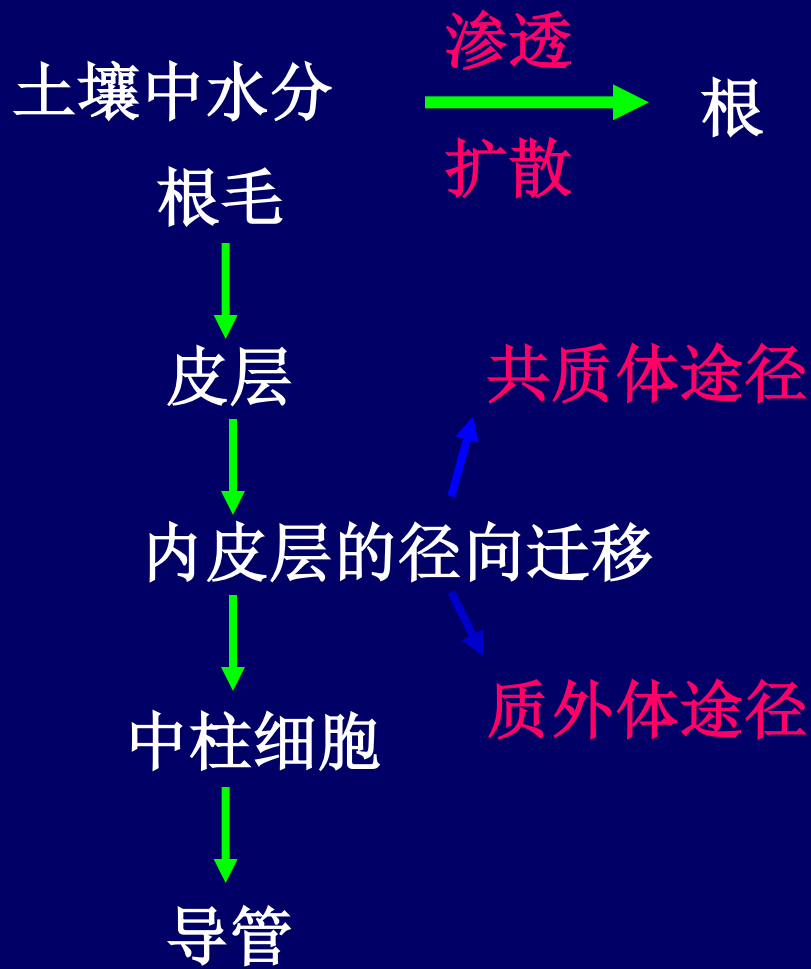 渗透
土壤中水分
根
扩散
根毛
皮层
共质体途径
内皮层的径向迁移
质外体途径
中柱细胞
导管